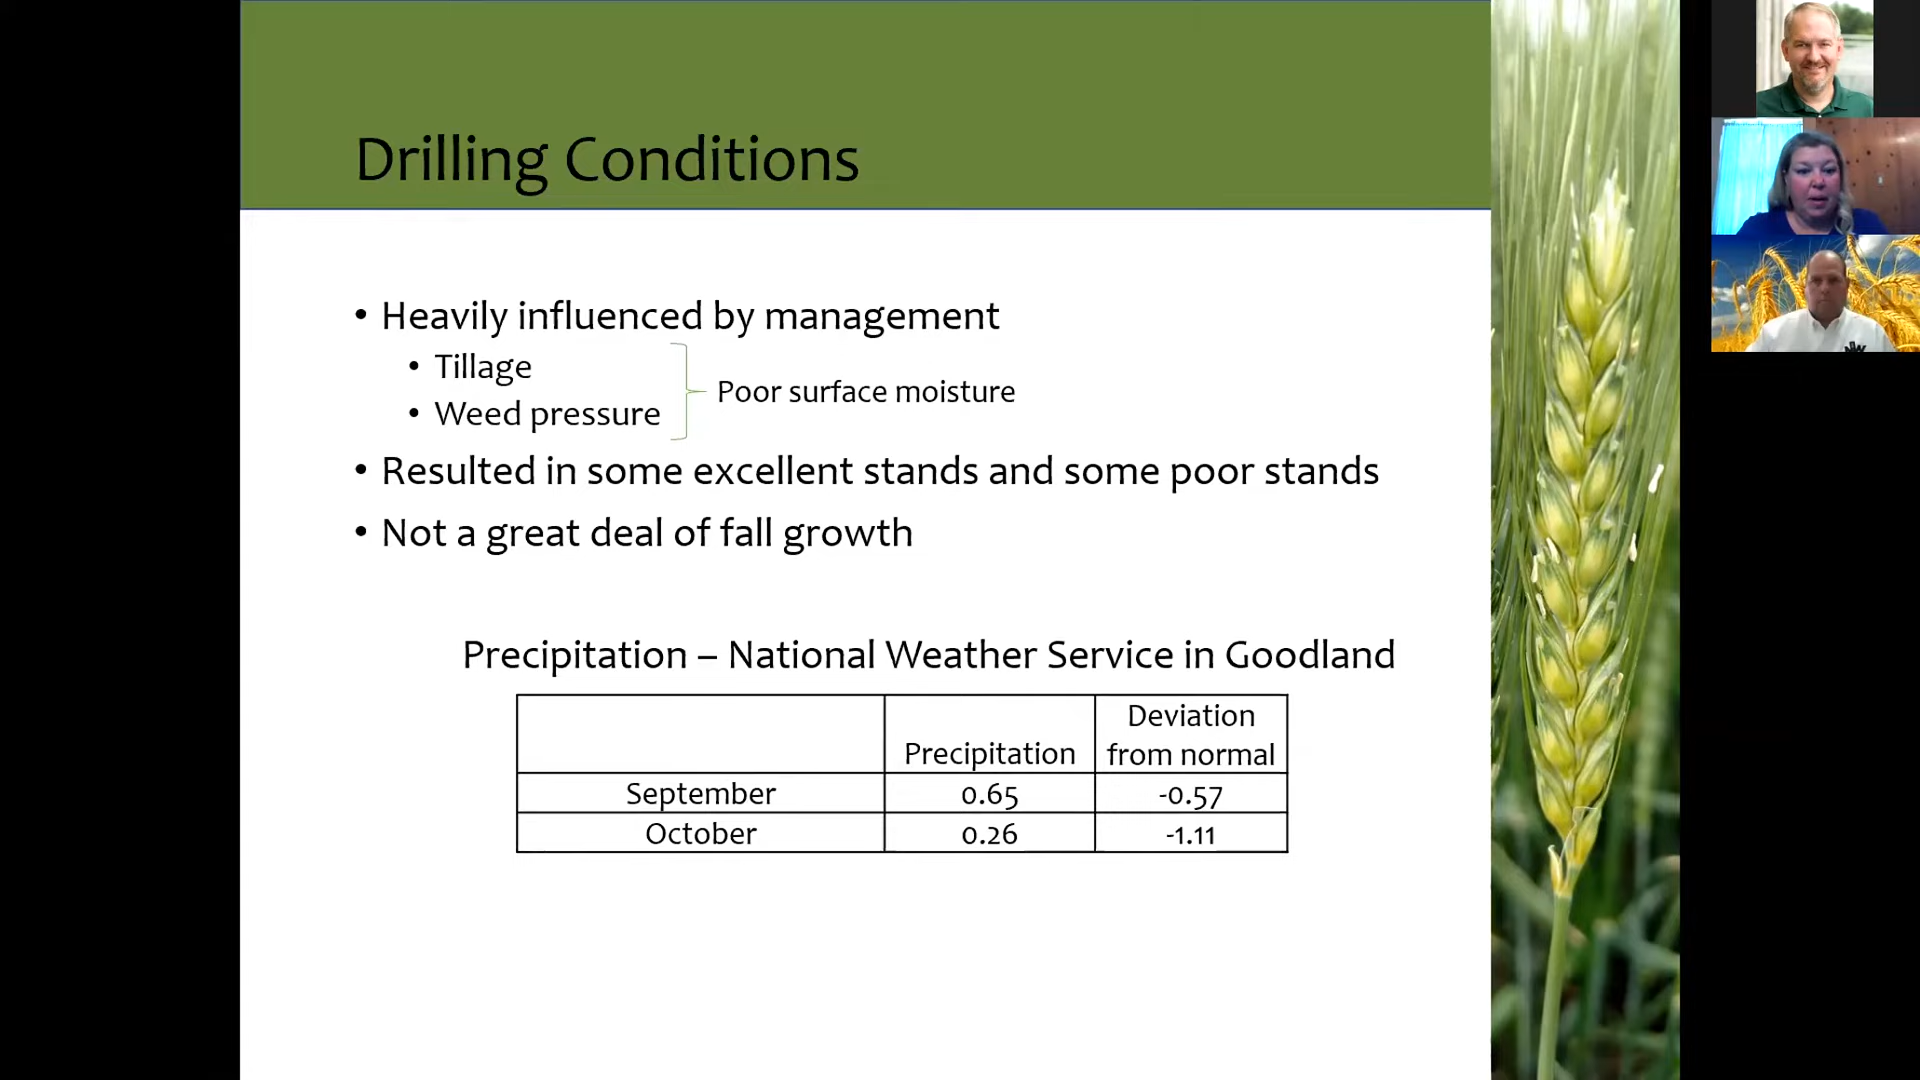 Drilling Conditions
• Heavily influenced by management
• Tillage
• Weed pressure
Poor surface moisture
• Resulted in some excellent stands and some poor stands
• Not a great deal of fall growth
Precipitation – National Weather Service in Goodland
Precipitation Deviation from normal
September 0.65 -0.57
October 0.26 -1.11